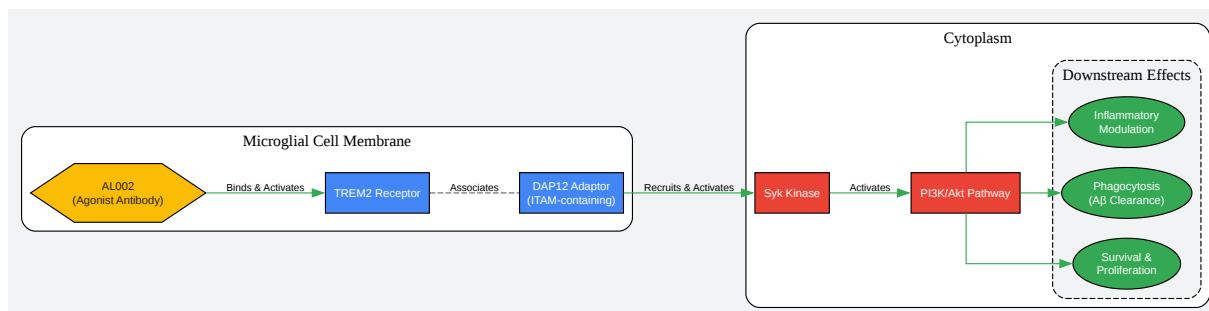 Cytoplasm
Downstream Effects
Inflammatory
Modulation
Microglial Cell Membrane
AL002
(Agonist Antibody)
Binds & Activates
TREM2 Receptor
Associates
DAP12 Adaptor
(ITAM-containing)
Recruits & Activates
Syk Kinase
Activates
PI3K/Akt Pathway
Phagocytosis
(Aβ Clearance)
Survival &
Proliferation